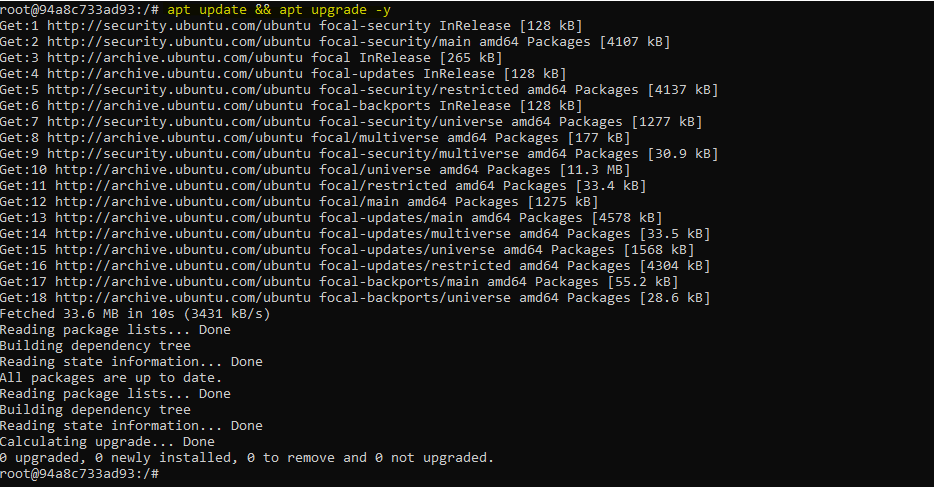 root@94a8c733ad93:/# apt update && apt upgrade -y
Get:1 http://security.ubuntu.com/ubuntu focal-security InRelease [128 kB]
Get:2 http://security.ubuntu.com/ubuntu focal-security/main amd64 Packages [4107 kB]
Get:3 http://archive.ubuntu.com/ubuntu focal InRelease [265 kB]
Get:4 http://archive.ubuntu.com/ubuntu focal-updates InRelease [128 kB]
Get:5 http://security.ubuntu.com/ubuntu focal-security/restricted amd64 Packages [4137 kB]
Get:6 http://archive.ubuntu.com/ubuntu focal-backports InRelease [128 kB]
Get:7 http://security.ubuntu.com/ubuntu focal-security/universe amd64 Packages [1277 kB]
Get:8 http://archive.ubuntu.com/ubuntu focal/multiverse amd64 Packages [177 kB]
Get:9 http://security.ubuntu.com/ubuntu focal-security/multiverse amd64 Packages [30.9 kB]
Get:10 http://archive.ubuntu.com/ubuntu focal/universe amd64 Packages [11.3 MB]
Get:11 http://archive.ubuntu.com/ubuntu focal/restricted amd64 Packages [33.4 kB]
Get:12 http://archive.ubuntu.com/ubuntu focal/main amd64 Packages [1275 kB]
Get:13 http://archive.ubuntu.com/ubuntu focal-updates/main amd64 Packages [4578 kB]
Get:14 http://archive.ubuntu.com/ubuntu focal-updates/multiverse amd64 Packages [33.5 kB]
Get:15 http://archive.ubuntu.com/ubuntu focal-updates/universe amd64 Packages [1568 kB]
Get:16 http://archive.ubuntu.com/ubuntu focal-updates/restricted amd64 Packages [4304 kB]
Get:17 http://archive.ubuntu.com/ubuntu focal-backports/main amd64 Packages [55.2 kB]
Get:18 http://archive.ubuntu.com/ubuntu focal-backports/universe amd64 Packages [28.6 kB]
Fetched 33.6 MB in 10s (3431 kB/s)
Reading package lists... Done
Building dependency tree
Reading state information... Done
All packages are up to date.
Reading package lists... Done
Building dependency tree
Reading state information... Done
Calculating upgrade... Done
0 upgraded, 0 newly installed, 0 to remove and 0 not upgraded.
root@94a8c733ad93:/#